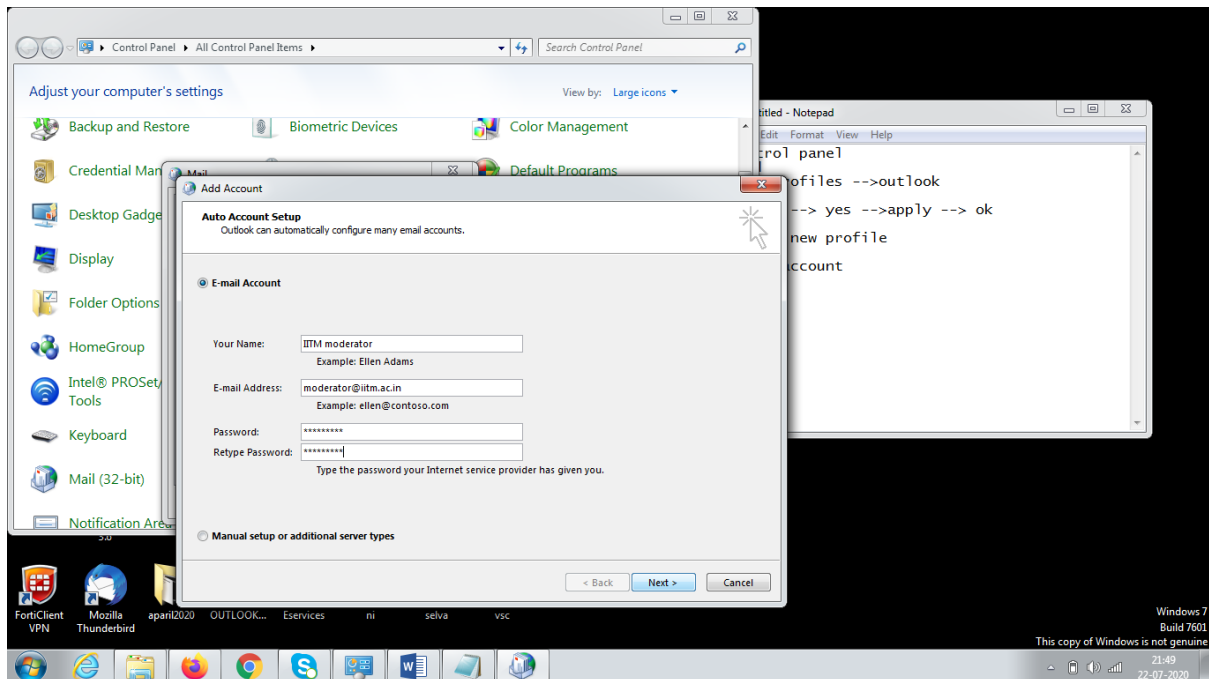 Control Panel
All Control Panel Items
Search Control Panel
Adjust your computer's settings
View by: Large icons
Backup and Restore
Biometric Devices
Color Management
Credential Man
Default Programs
Desktop Gadge
Display
Folder Options
HomeGroup
Intel® PROSet/
Tools
Keyboard
Mail (32-bit)
Notification Area
Mail
Add Account
Auto Account Setup
Outlook can automatically configure many email accounts.
E-mail Account
Your Name:
IITM moderator
Example: Ellen Adams
E-mail Address:
moderator@iitm.ac.in
Example: ellen@contoso.com
Password:
*********
Retype Password:
*********
Type the password your Internet service provider has given you.
Manual setup or additional server types
< Back
Next >
Cancel
titled - Notepad
Edit Format View Help
trol panel
ofiles -->outlook
--> yes -->apply --> ok
new profile
account
5.0
FortiClient
VPN
Mozilla
Thunderbird
aparil2020
OUTLOOK...
Eservices
ni
selva
vsc
Windows 7
Build 7601
This copy of Windows is not genuine
21:49
22-07-2020